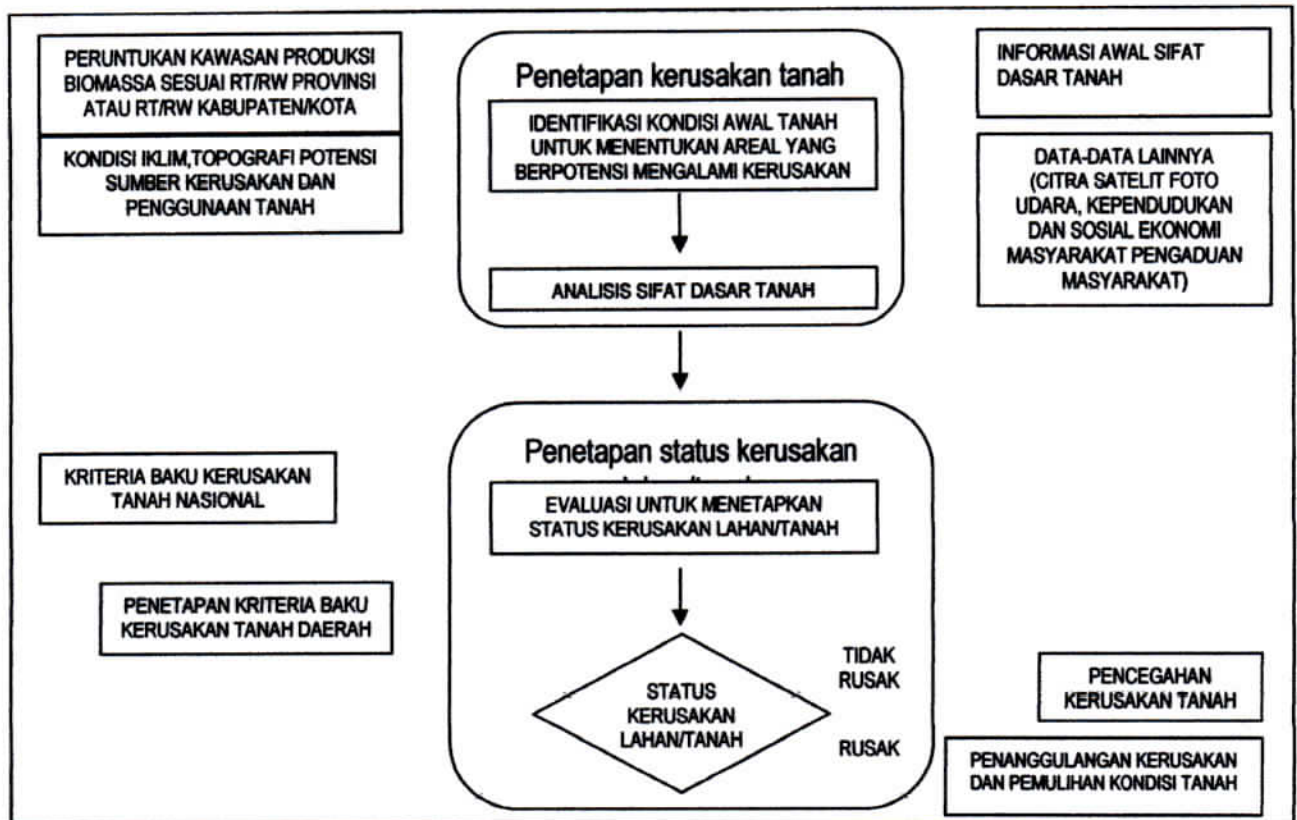 PERUNTUKAN KAWASAN PRODUKSI
BIOMASSA SESUAI RT/RW PROVINSI
ATAU RT/RW KABUPATEN/KOTA
KONDISI IKLIM,TOPOGRAFI POTENSI
SUMBER KERUSAKAN DAN
PENGGUNAAN TANAH
Penetapan kerusakan tanah
IDENTIFIKASI KONDISI AWAL TANAH
UNTUK MENENTUKAN AREAL YANG
BERPOTENSI MENGALAMI KERUSAKAN
ANALISIS SIFAT DASAR TANAH
INFORMASI AWAL SIFAT
DASAR TANAH
DATA-DATA LAINNYA
(CITRA SATELIT FOTO
UDARA, KEPENDUDUKAN
DAN SOSIAL EKONOMI
MASYARAKAT PENGADUAN
MASYARAKAT)
KRITERIA BAKU KERUSAKAN
TANAH NASIONAL
PENETAPAN KRITERIA BAKU
KERUSAKAN TANAH DAERAH
Penetapan status kerusakan
EVALUASI UNTUK MENETAPKAN
STATUS KERUSAKAN LAHAN/TANAH
STATUS
KERUSAKAN
LAHAN/TANAH
TIDAK
RUSAK
RUSAK
PENCEGAHAN
KERUSAKAN TANAH
PENANGGULANGAN KERUSAKAN
DAN PEMULIHAN KONDISI TANAH